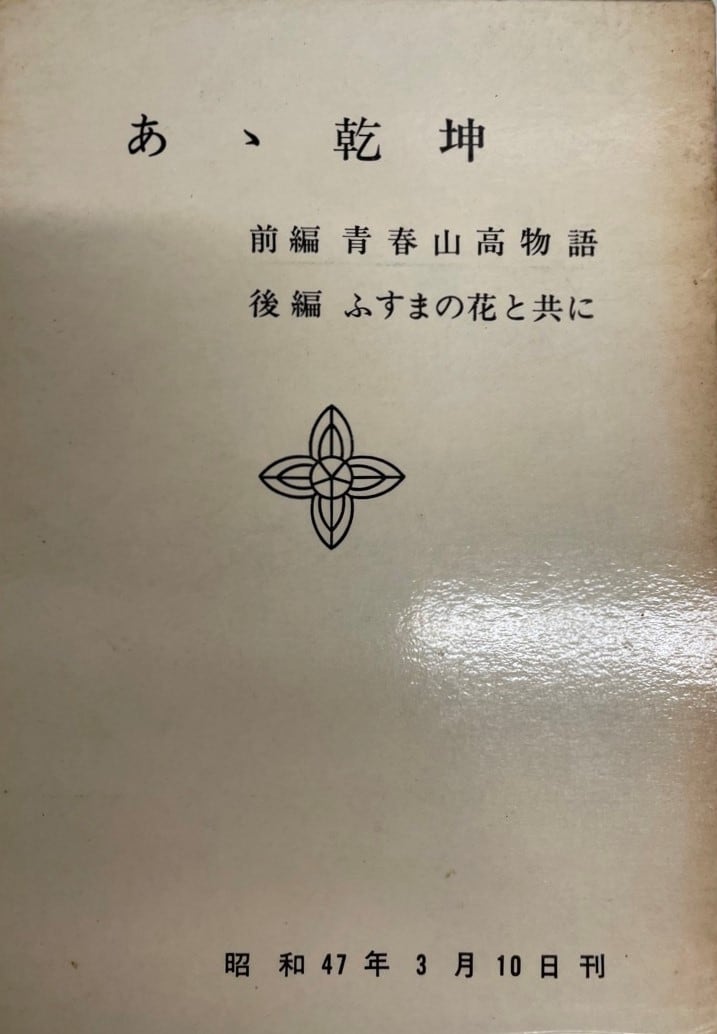 あゝ乾坤
前編 青春山高物語
後編 ふすまの花と共に
昭和47年3月10日刊